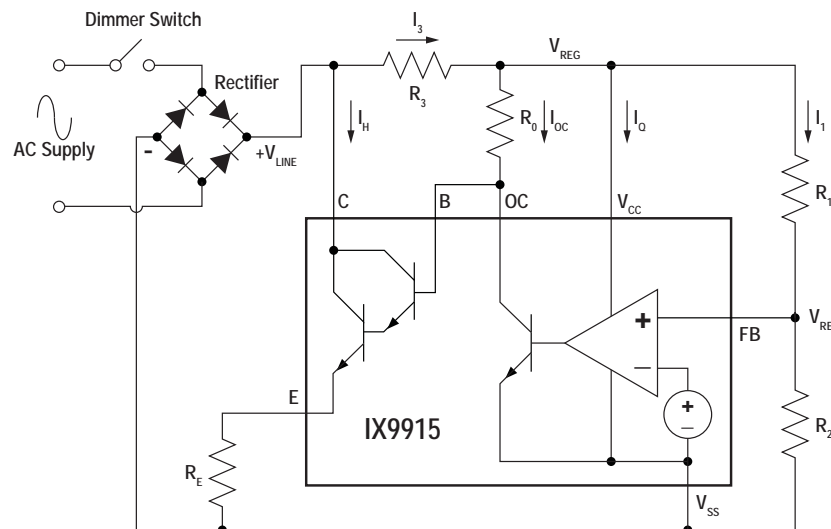 Dimmer Switch
I3
VREG
Rectifier
R3
IH
R0
IOC
IQ
I1
AC Supply
-
+VLINE
R1
C
B
OC
VCC
+
FB
E
–
+
–
IX9915
R2
RE
VSS